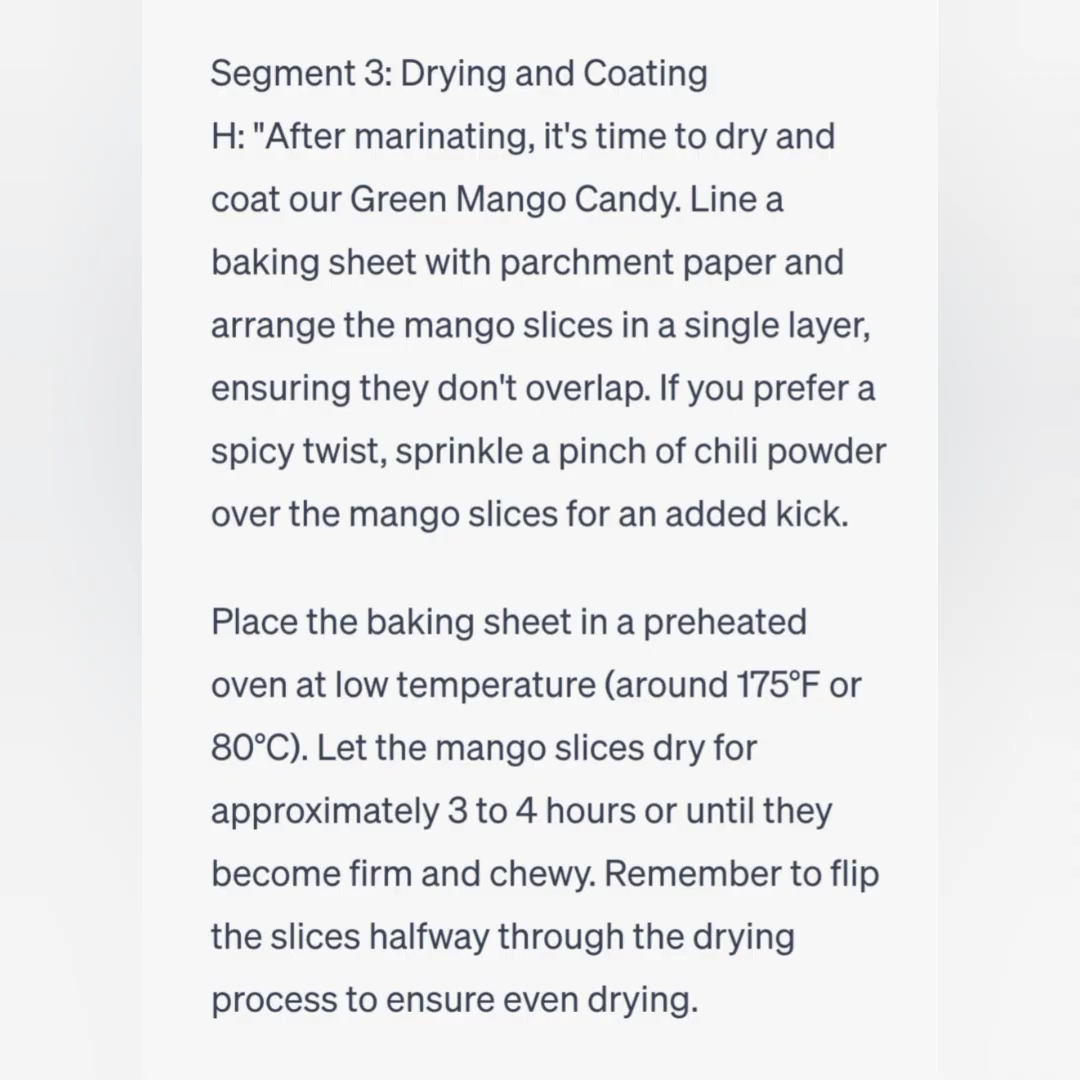 Segment 3: Drying and Coating
H: "After marinating, it's time to dry and
coat our Green Mango Candy. Line a
baking sheet with parchment paper and
arrange the mango slices in a single layer,
ensuring they don't overlap. If you prefer a
spicy twist, sprinkle a pinch of chili powder
over the mango slices for an added kick.
Place the baking sheet in a preheated
oven at low temperature (around 175°F or
80°C). Let the mango slices dry for
approximately 3 to 4 hours or until they
become firm and chewy. Remember to flip
the slices halfway through the drying
process to ensure even drying.